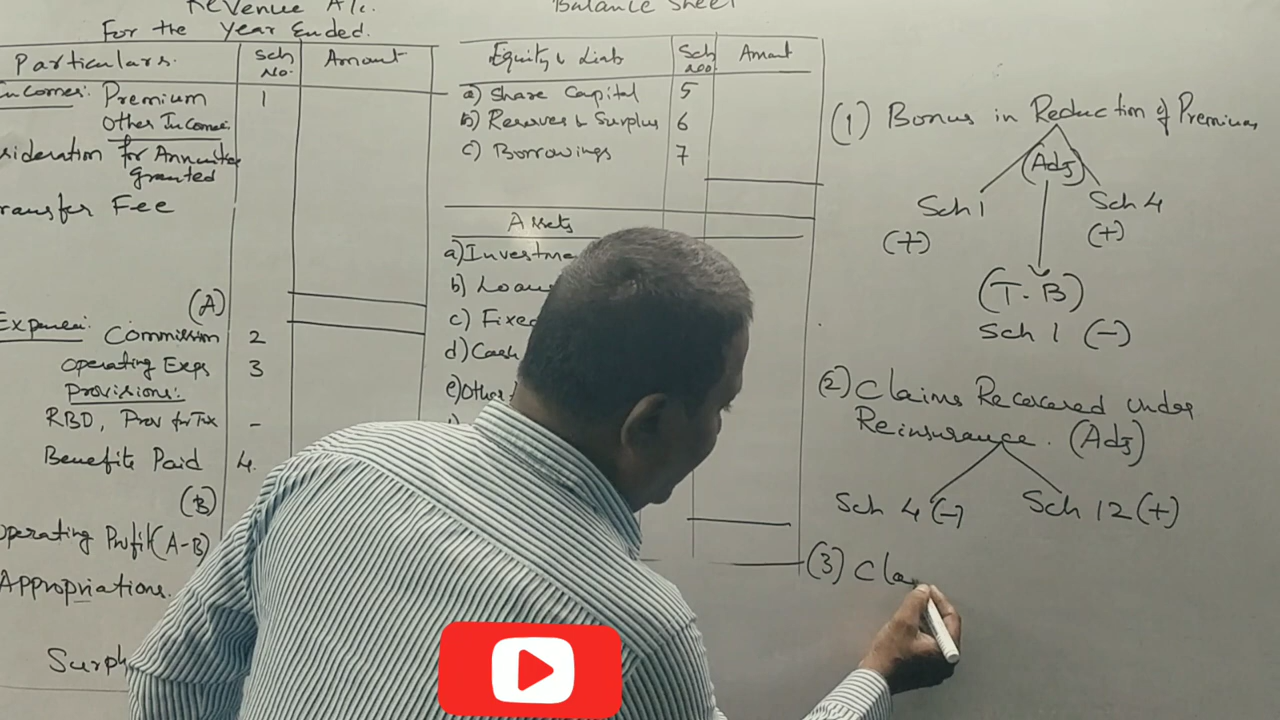 Revenue A/c.
For the Year Ended.
Particulars. Sch No. Amount
Incomes: Premium 1
Other Incomes:
sideration for Annuities granted
ransfer Fee
(A)
Expenses: Commission 2
Operating Exps 3
Provisions:
RBD, Prov for Tax -
Benefits Paid 4.
(B)
Operating Profit (A-B)
Appropriations.
Surpl
Balance Sheet
Equity & Liab Sch no. Amount
a) Share Capital 5
b) Reserves & Surplus 6
c) Borrowings 7
Assets
a) Investme
b) Loans
c) Fixed
d) Cash
e) Other
(1) Bonus in Reduction of Premium
(Adj)
Sch 1 Sch 4
(+) (+)
(T.B)
Sch 1 (-)
(2) Claims Recovered under
Reinsurance. (Adj)
Sch 4 (-) Sch 12 (+)
(3) Cla